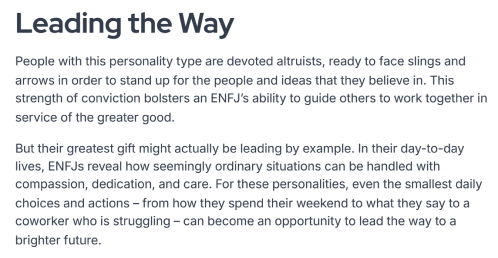 Leading the Way
People with this personality type are devoted altruists, ready to face slings and
arrows in order to stand up for the people and ideas that they believe in. This
strength of conviction bolsters an ENFJ’s ability to guide others to work together in
service of the greater good.
But their greatest gift might actually be leading by example. In their day-to-day
lives, ENFJs reveal how seemingly ordinary situations can be handled with
compassion, dedication, and care. For these personalities, even the smallest daily
choices and actions – from how they spend their weekend to what they say to a
coworker who is struggling – can become an opportunity to lead the way to a
brighter future.